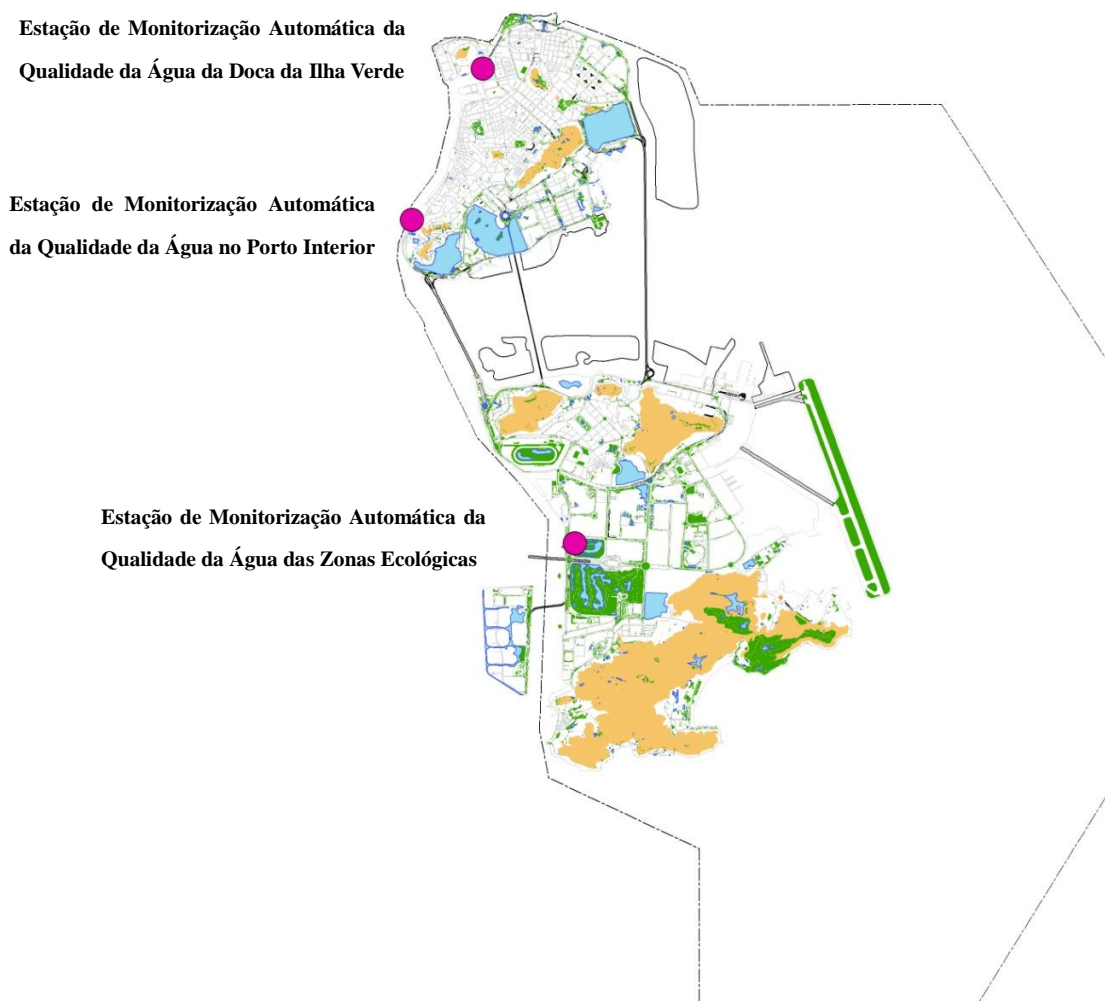 Estação de Monitorização Automática da
Qualidade da Água da Doca da Ilha Verde
Estação de Monitorização Automática
da Qualidade da Água no Porto Interior
Estação de Monitorização Automática da
Qualidade da Água das Zonas Ecológicas